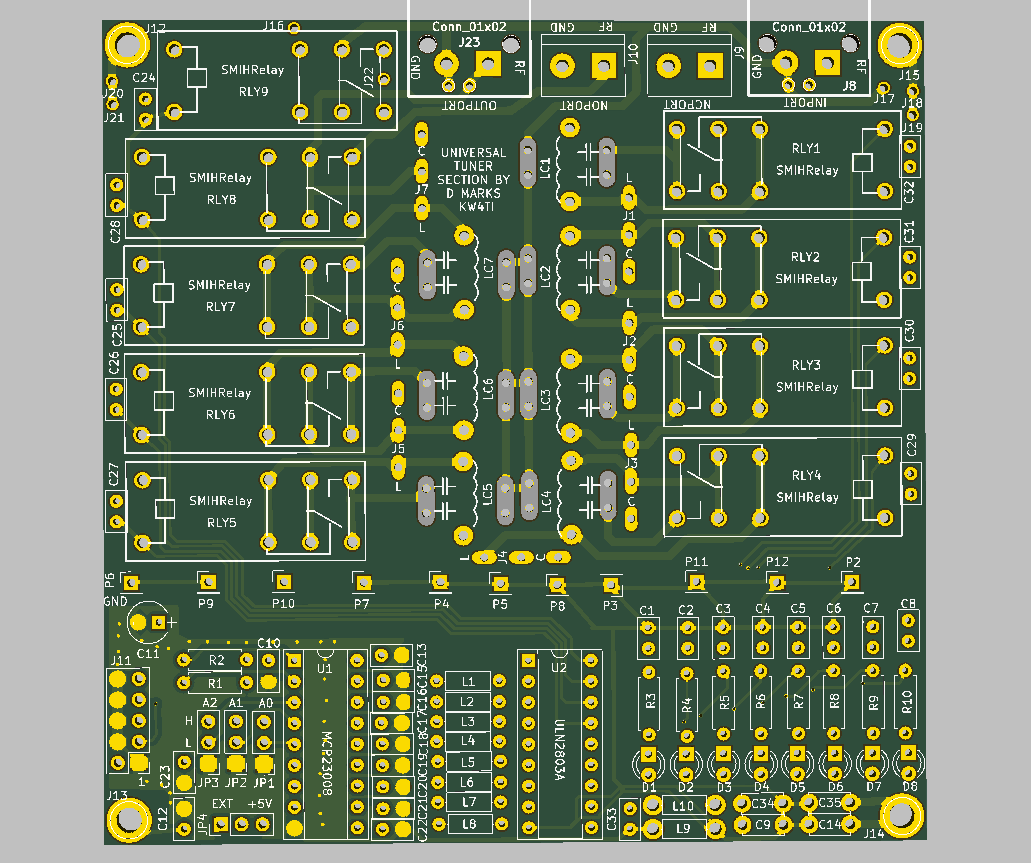 J12
J16
Conn_01x02
J23
GND
RF
OUTPORT
GND
RF
J10
NOPORT
GND
RF
J9
NCPORT
Conn_01x02
GND
RF
J8
INPORT
J15
J17
J18
J19
C24
J20
J21
SMIHRelay
RLY9
J22
C
J7
L
UNIVERSAL
TUNER
SECTION BY
D MARKS
KW4TI
LC1
L
J1
C
RLY1
SMIHRelay
C32
SMIHRelay
RLY8
C28
RLY2
SMIHRelay
C31
LC7
LC2
SMIHRelay
RLY7
C25
C
J6
L
L
J2
C
RLY3
SMIHRelay
C30
SMIHRelay
RLY6
C26
C
J5
L
LC6
LC3
L
J3
C
RLY4
SMIHRelay
C29
SMIHRelay
RLY5
C27
LC5
LC4
L
J4
C
P6
P9
P10
P7
P4
P5
P8
P3
P11
P12
P2
GND
+
C11
J11
R2
R1
C10
U1
MCP23008
C13
C15
C16
C17
C18
C19
C20
C21
C22
L1
L2
L3
L4
L5
L6
L7
L8
U2
ULN2803A
C1
C2
C3
C4
C5
C6
C7
C8
R3
R4
R5
R6
R7
R8
R9
R10
D1
D2
D3
D4
D5
D6
D7
D8
A2
A1
A0
H
L
JP3
JP2
JP1
1
C23
C12
J13
EXT
+5V
JP4
C33
L10
L9
C34
C9
C35
C14
J14